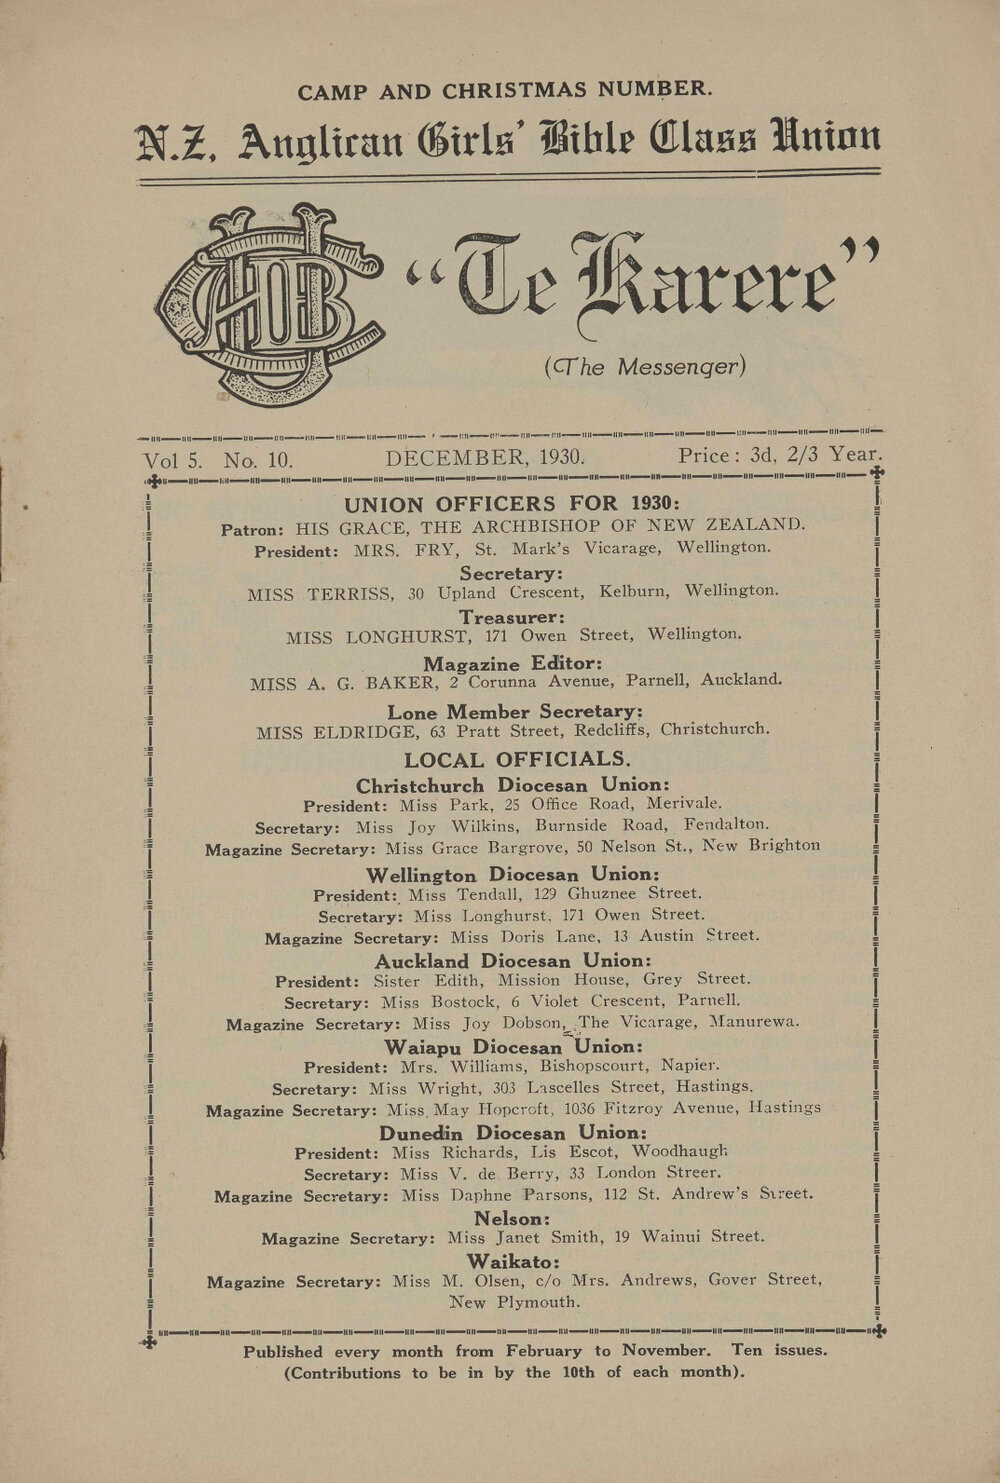 CAMP AND CHRISTMAS NUMBER.
N.Z. Anglican Girls' Bible Class Union
"Te Karere"
(The Messenger)
Vol 5. No. 10. DECEMBER, 1930. Price: 3d, 2/3 Year.
UNION OFFICERS FOR 1930:
Patron: HIS GRACE, THE ARCHBISHOP OF NEW ZEALAND.
President: MRS. FRY, St. Mark's Vicarage, Wellington.
Secretary:
MISS TERRISS, 30 Upland Crescent, Kelburn, Wellington.
Treasurer:
MISS LONGHURST, 171 Owen Street, Wellington.
Magazine Editor:
MISS A. G. BAKER, 2 Corunna Avenue, Parnell, Auckland.
Lone Member Secretary:
MISS ELDRIDGE, 63 Pratt Street, Redcliffs, Christchurch.
LOCAL OFFICIALS.
Christchurch Diocesan Union:
President: Miss Park, 25 Office Road, Merivale.
Secretary: Miss Joy Wilkins, Burnside Road, Fendalton.
Magazine Secretary: Miss Grace Bargrove, 50 Nelson St., New Brighton
Wellington Diocesan Union:
President: Miss Tendall, 129 Ghuznee Street.
Secretary: Miss Longhurst, 171 Owen Street.
Magazine Secretary: Miss Doris Lane, 13 Austin Street.
Auckland Diocesan Union:
President: Sister Edith, Mission House, Grey Street.
Secretary: Miss Bostock, 6 Violet Crescent, Parnell.
Magazine Secretary: Miss Joy Dobson, The Vicarage, Manurewa.
Waiapu Diocesan Union:
President: Mrs. Williams, Bishopscourt, Napier.
Secretary: Miss Wright, 303 Lascelles Street, Hastings.
Magazine Secretary: Miss May Hopcroft, 1036 Fitzroy Avenue, Hastings
Dunedin Diocesan Union:
President: Miss Richards, Lis Escot, Woodhaugh
Secretary: Miss V. de Berry, 33 London Streer.
Magazine Secretary: Miss Daphne Parsons, 112 St. Andrew's Street.
Nelson:
Magazine Secretary: Miss Janet Smith, 19 Wainui Street.
Waikato:
Magazine Secretary: Miss M. Olsen, c/o Mrs. Andrews, Gover Street,
New Plymouth.
Published every month from February to November. Ten issues.
(Contributions to be in by the 10th of each month).